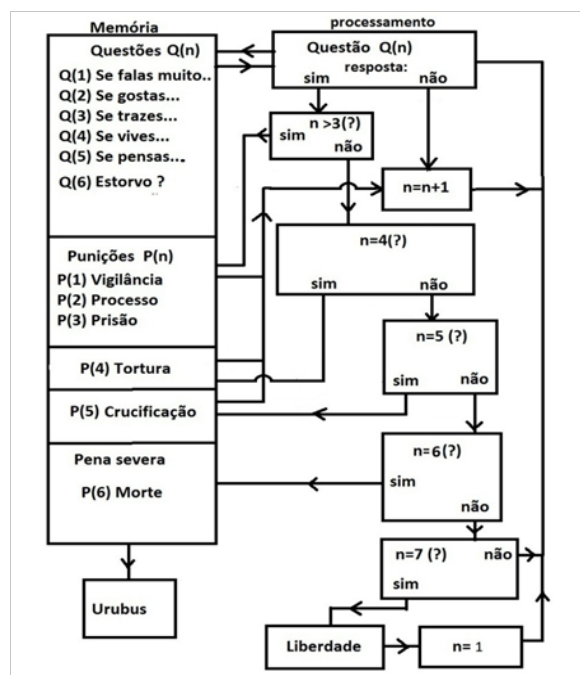 Memória
Questões Q(n)
Q(1) Se falas muito..
Q(2) Se gostas...
Q(3) Se trazes...
Q(4) Se vives...
Q(5) Se pensas...
Q(6) Estorvo ?
Punições P(n)
P(1) Vigilância
P(2) Processo
P(3) Prisão
P(4) Tortura
P(5) Crucificação
Pena severa
P(6) Morte
Urubus
processamento
Questão Q(n)
resposta:
sim não
n >3(?)
sim
não
n=n+1
n=4(?)
sim não
n=5 (?)
sim não
n=6(?)
sim
não
n=7 (?) não
sim
Liberdade
n= 1